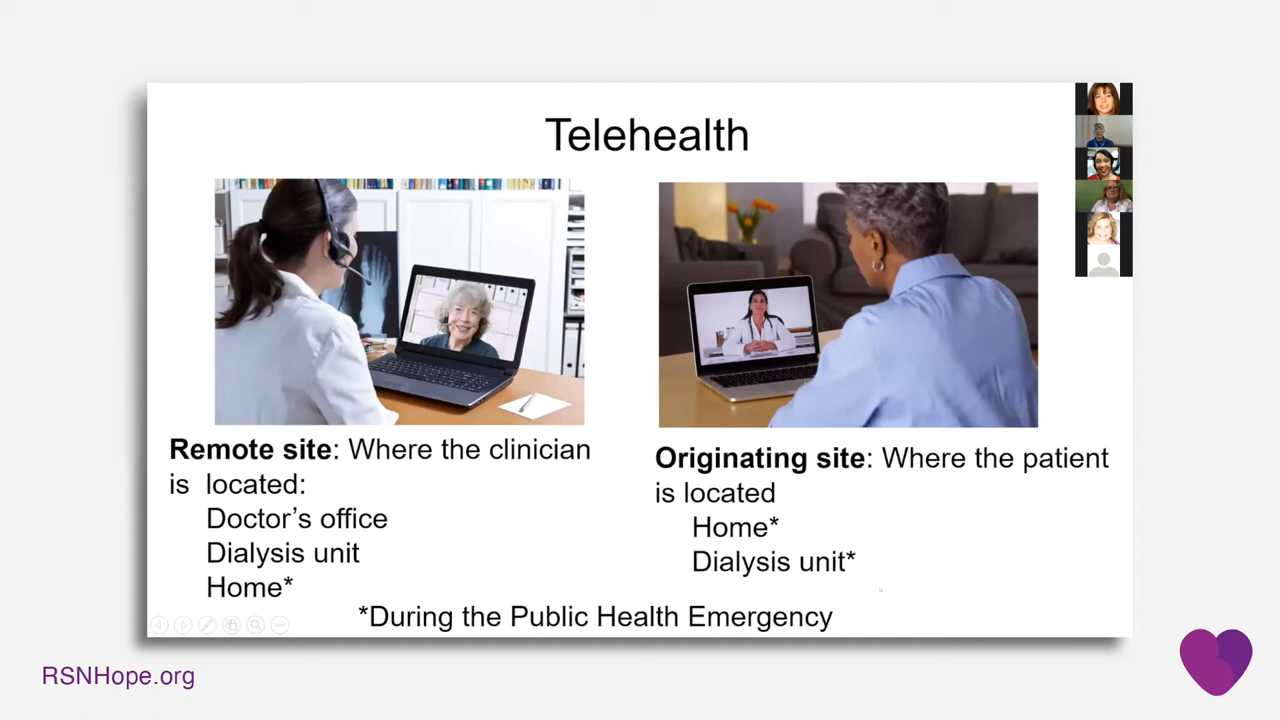 Telehealth
Remote site: Where the clinician
is located:
Doctor’s office
Dialysis unit
Home*
Originating site: Where the patient
is located
Home*
Dialysis unit*
*During the Public Health Emergency
RSNHope.org